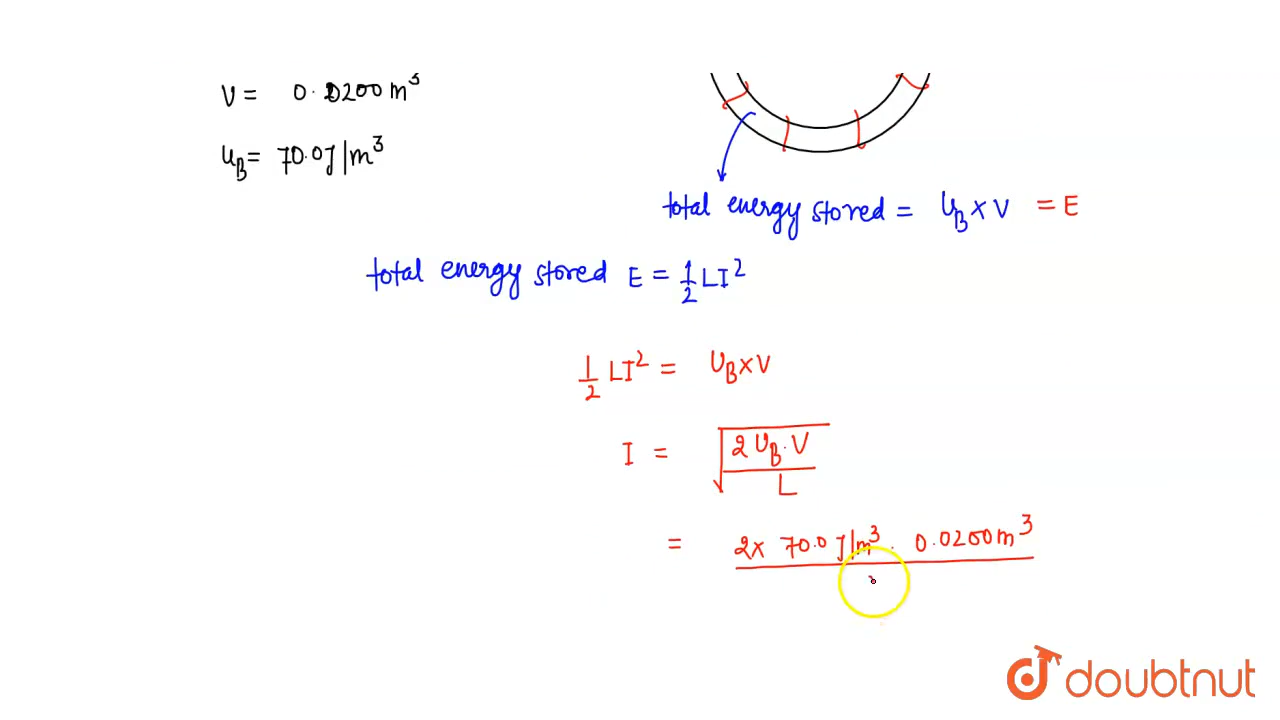 V = 0.0200 m³
U_B = 70.0 J/m³
total energy stored = U_B × V = E
total energy stored E = 1/2 LI²
1/2 LI² = U_B × V
I = √(2 U_B · V / L)
= 2 × 70.0 J/m³ · 0.0200 m³
doubtnut